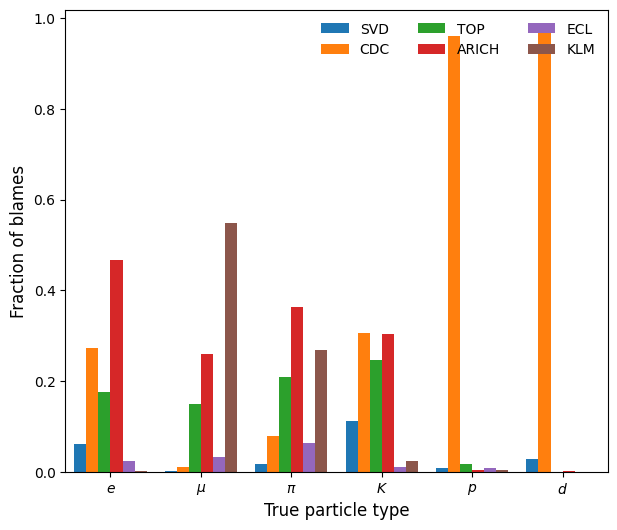 SVD TOP ECL
CDC ARICH KLM
1.0
0.8
0.6
0.4
0.2
0.0
Fraction of blames
e μ π K p d
True particle type